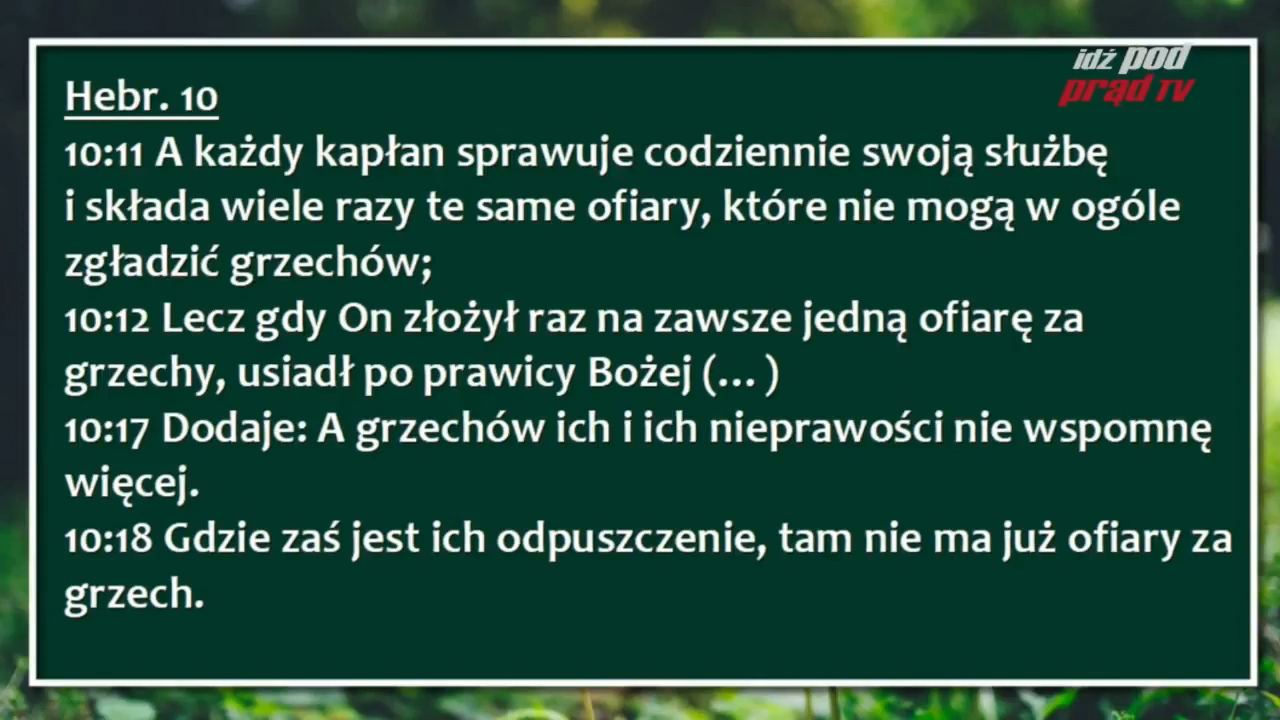 idź pod
prąd TV
Hebr. 10
10:11 A każdy kapłan sprawuje codziennie swoją służbę
i składa wiele razy te same ofiary, które nie mogą w ogóle
zgładzić grzechów;
10:12 Lecz gdy On złożył raz na zawsze jedną ofiarę za
grzechy, usiadł po prawicy Bożej (... )
10:17 Dodaje: A grzechów ich i ich nieprawości nie wspomnę
więcej.
10:18 Gdzie zaś jest ich odpuszczenie, tam nie ma już ofiary za
grzech.